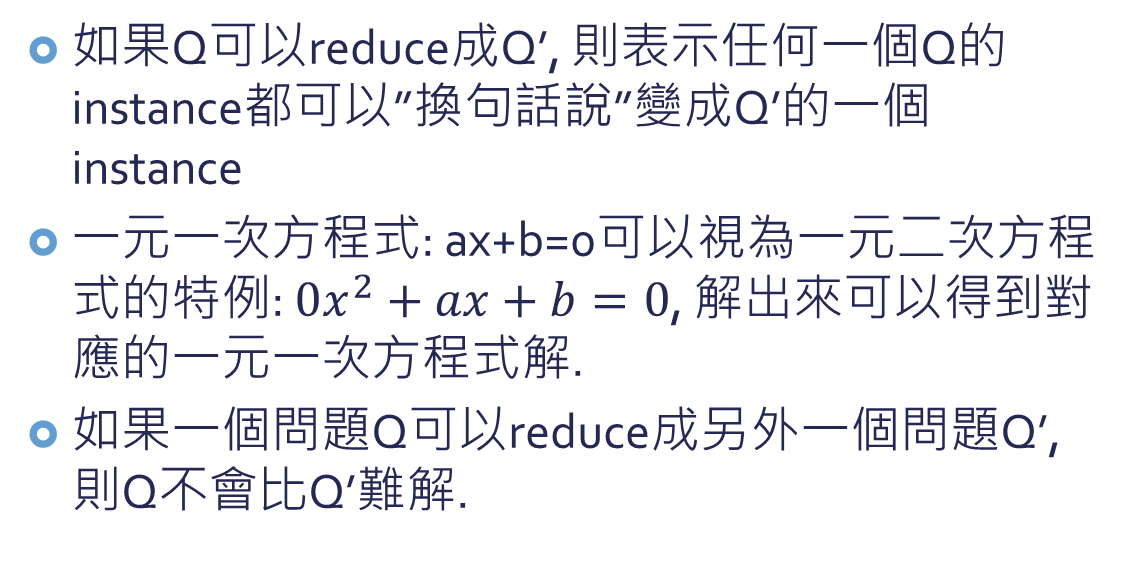 如果Q可以reduce成Q’, 則表示任何一個Q的
instance都可以”換句話說”變成Q’的一個
instance
一元一次方程式: ax+b=0可以視為一元二次方程
式的特例: 0𝑥² + 𝑎𝑥 + 𝑏 = 0, 解出來可以得到對
應的一元一次方程式解.
如果一個問題Q可以reduce成另外一個問題Q’,
則Q不會比Q’難解.